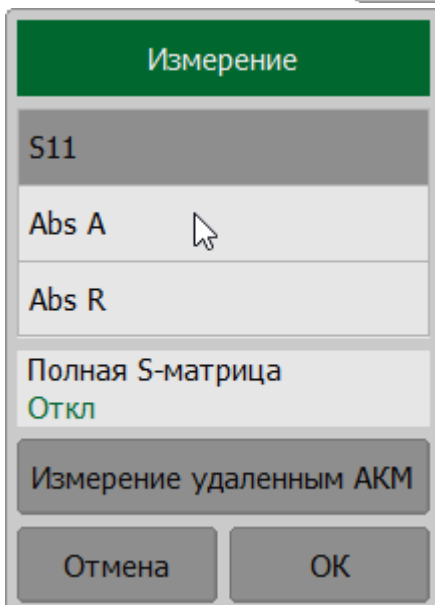 Измерение
S11
Abs A
Abs R
Полная S-матрица
Откл
Измерение удаленным АКМ
Отмена
ОК